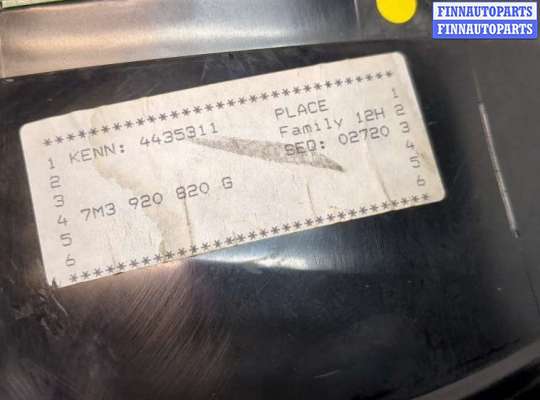 FINNAUTOPARTS
FINNAUTOPARTS
************************
1 KENN: 4435311 PLACE 1
2 Family 12H 2
3 SEQ: 02720 3
4 7M3 920 820 G 4
5 5
6 6
************************